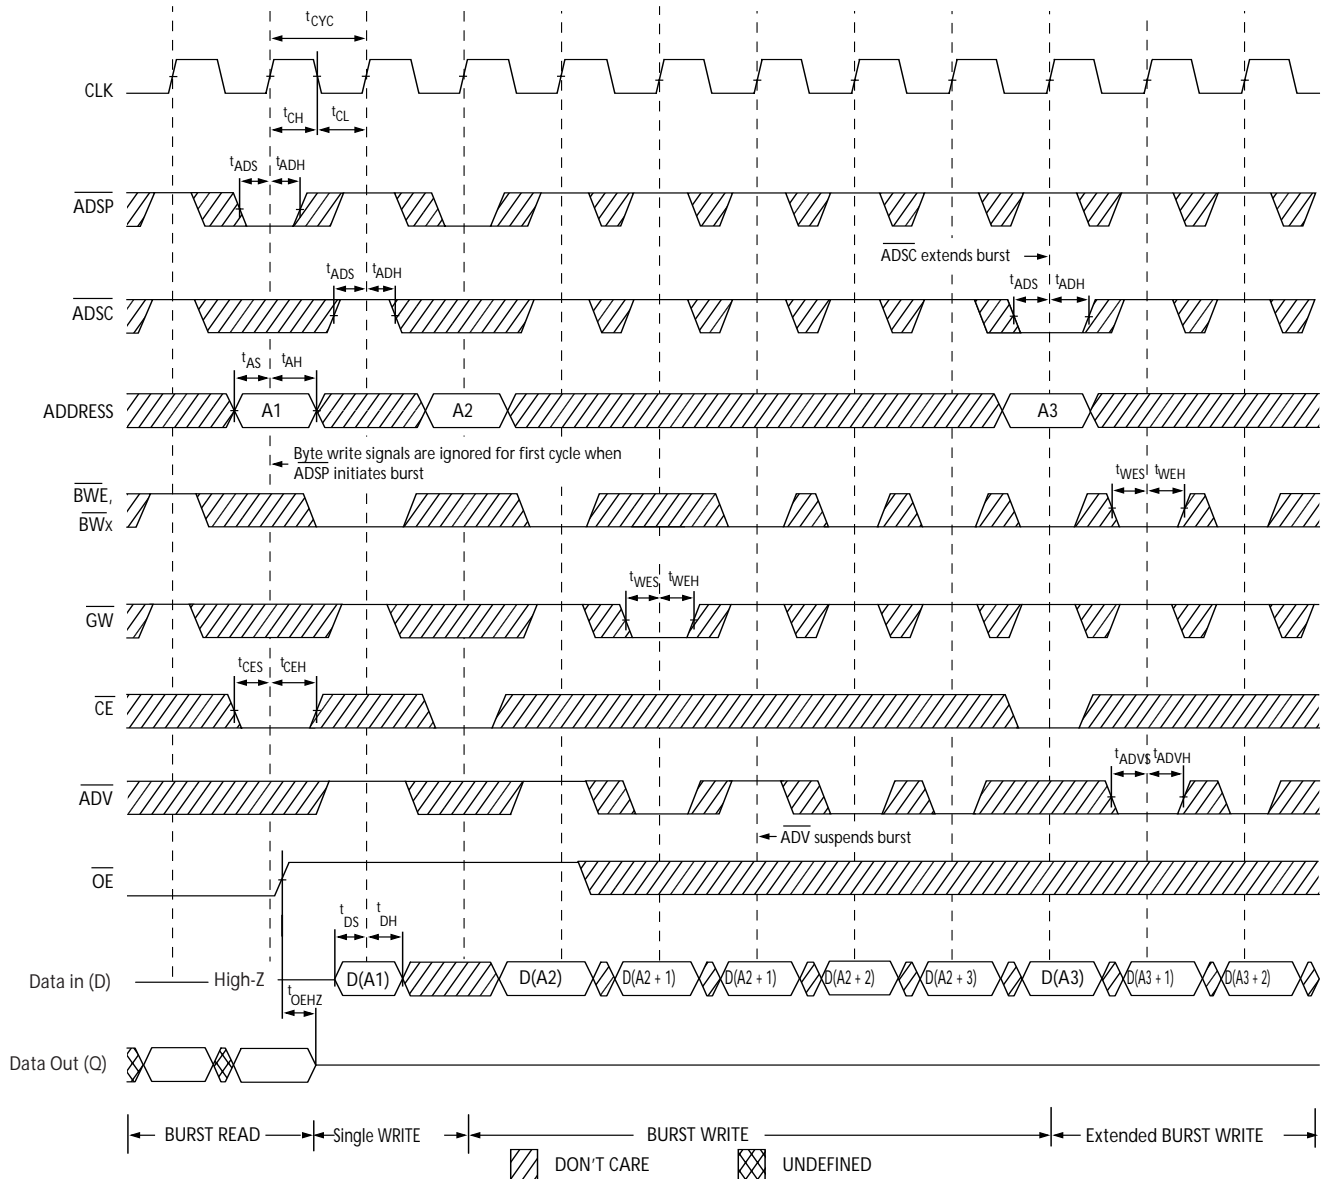 tCYC
CLK
tCH
tCL
tADS
tADH
ADSP
ADSC extends burst
tADS
tADH
tADS
tADH
ADSC
tAS
tAH
ADDRESS
A1
A2
A3
Byte write signals are ignored for first cycle when
ADSP initiates burst
tWES
tWEH
BWE,
BWx
tWES
tWEH
GW
tCES
tCEH
CE
tADVS
tADVH
ADV
ADV suspends burst
OE
tDS
tDH
Data in (D)
High-Z
D(A1)
D(A2)
D(A2 + 1)
D(A2 + 1)
D(A2 + 2)
D(A2 + 3)
D(A3)
D(A3 + 1)
D(A3 + 2)
tOEHZ
Data Out (Q)
BURST READ
Single WRITE
BURST WRITE
Extended BURST WRITE
DON'T CARE
UNDEFINED